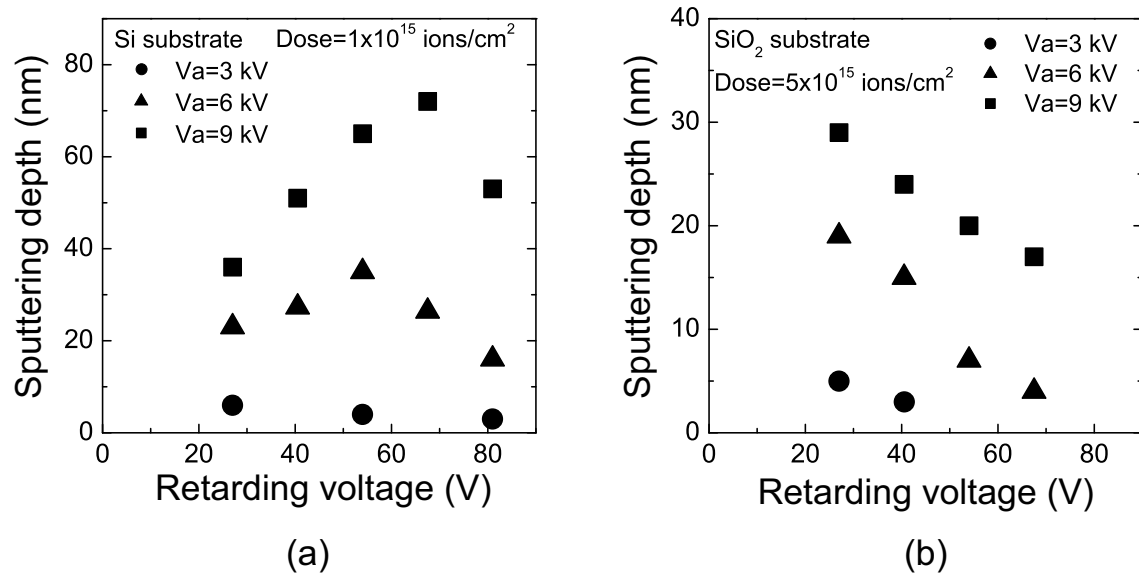 Si substrate Dose=1x10¹⁵ ions/cm²
Va=3 kV
Va=6 kV
Va=9 kV
80
60
40
20
0
0 20 40 60 80
Sputtering depth (nm)
Retarding voltage (V)
(a)
SiO₂ substrate
Dose=5x10¹⁵ ions/cm²
Va=3 kV
Va=6 kV
Va=9 kV
40
30
20
10
0
0 20 40 60 80
Sputtering depth (nm)
Retarding voltage (V)
(b)